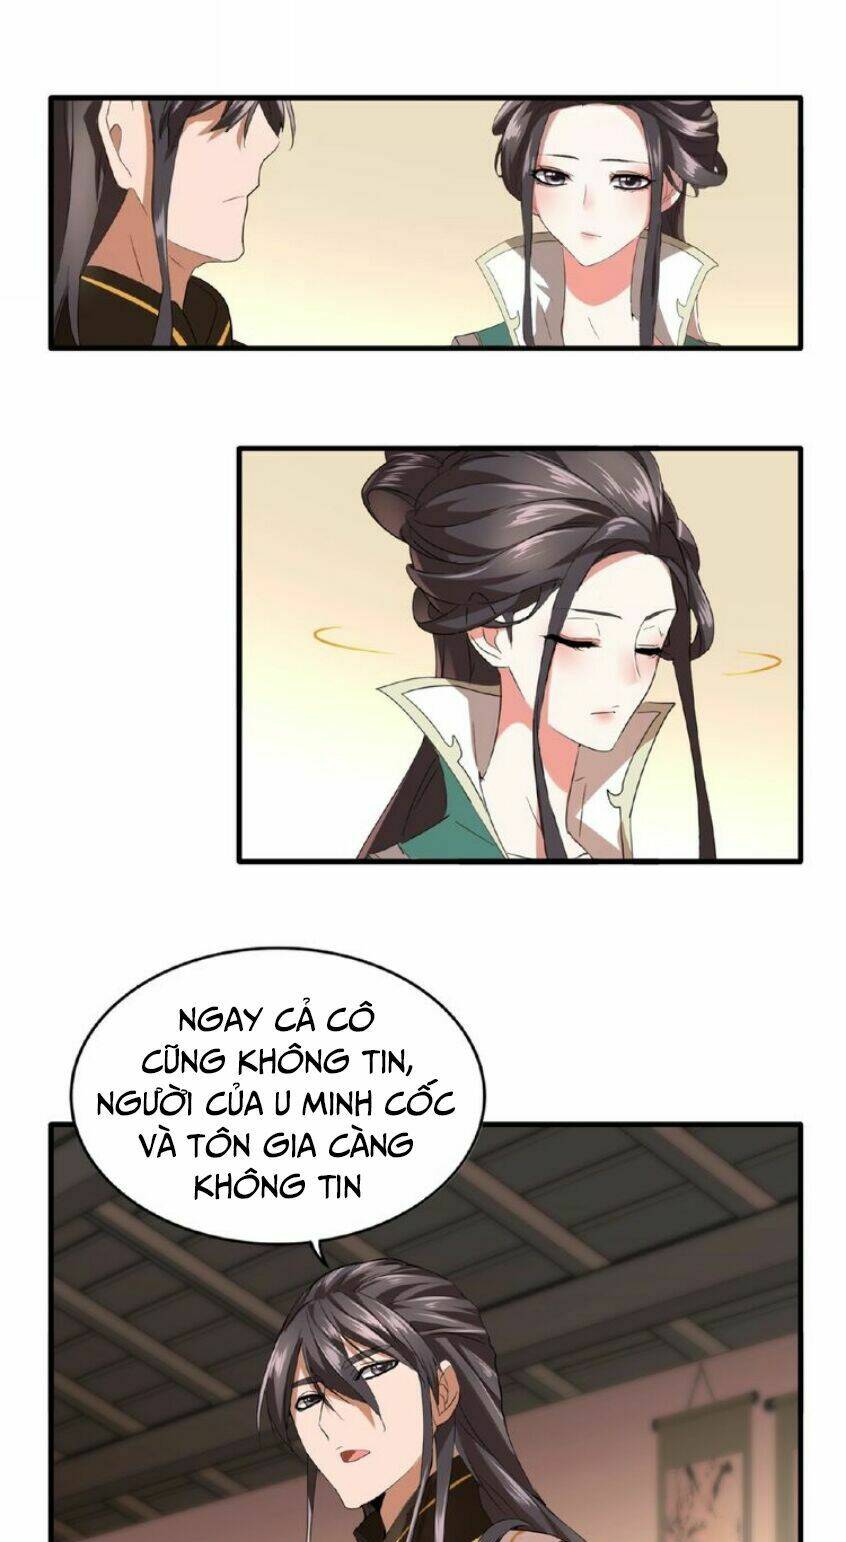 NGAY CẢ CÔ
CŨNG KHÔNG TIN,
NGƯỜI CỦA U MINH CỐC
VÀ TÔN GIA CÀNG
KHÔNG TIN